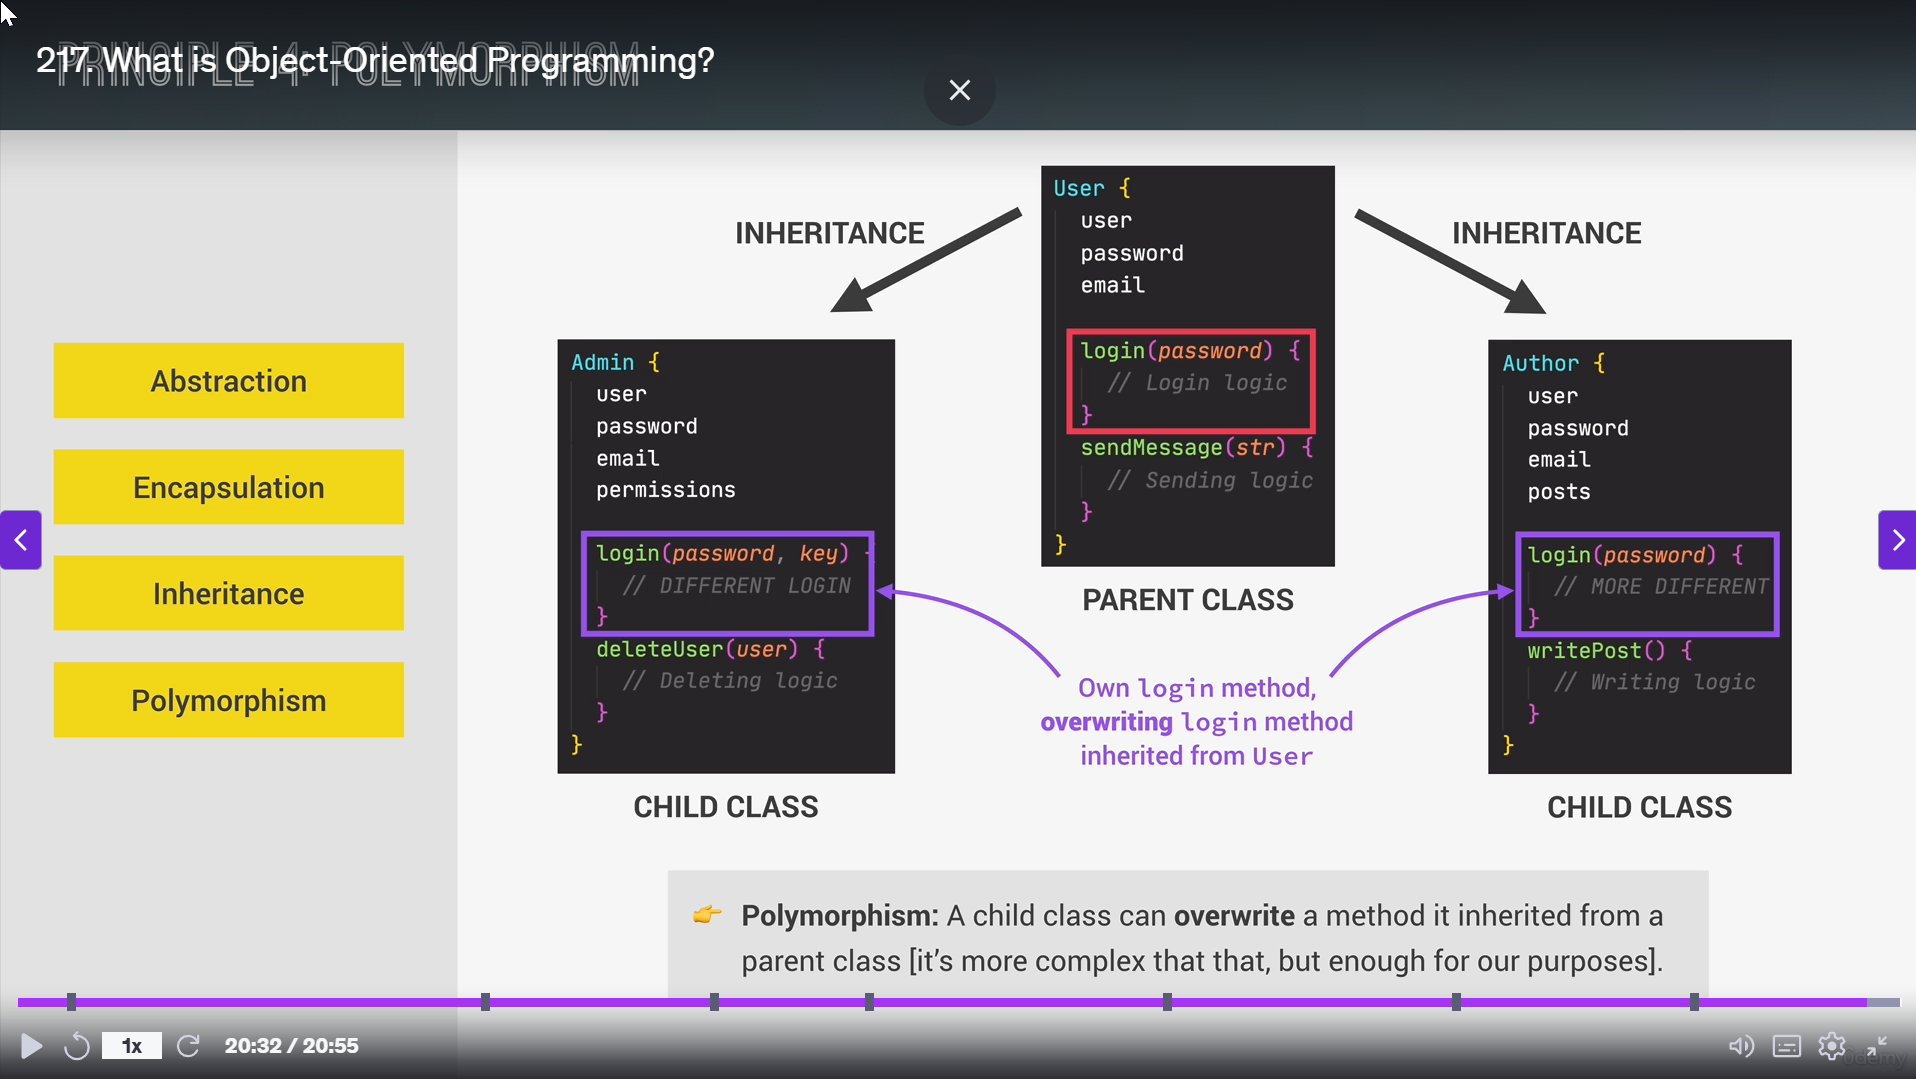 217. What is Object-Oriented Programming?
PRINCIPLE 4: POLYMORPHISM
Abstraction
Encapsulation
Inheritance
Polymorphism
INHERITANCE
INHERITANCE
User {
user
password
email
login(password) {
// Login logic
}
sendMessage(str) {
// Sending logic
}
}
PARENT CLASS
Admin {
user
password
email
permissions
login(password, key) {
// DIFFERENT LOGIN
}
deleteUser(user) {
// Deleting logic
}
}
CHILD CLASS
Own login method,
overwriting login method
inherited from User
Author {
user
password
email
posts
login(password) {
// MORE DIFFERENT
}
writePost() {
// Writing logic
}
}
CHILD CLASS
👉 Polymorphism: A child class can overwrite a method it inherited from a
parent class [it’s more complex that that, but enough for our purposes].
1x
20:32 / 20:55
ûdemy